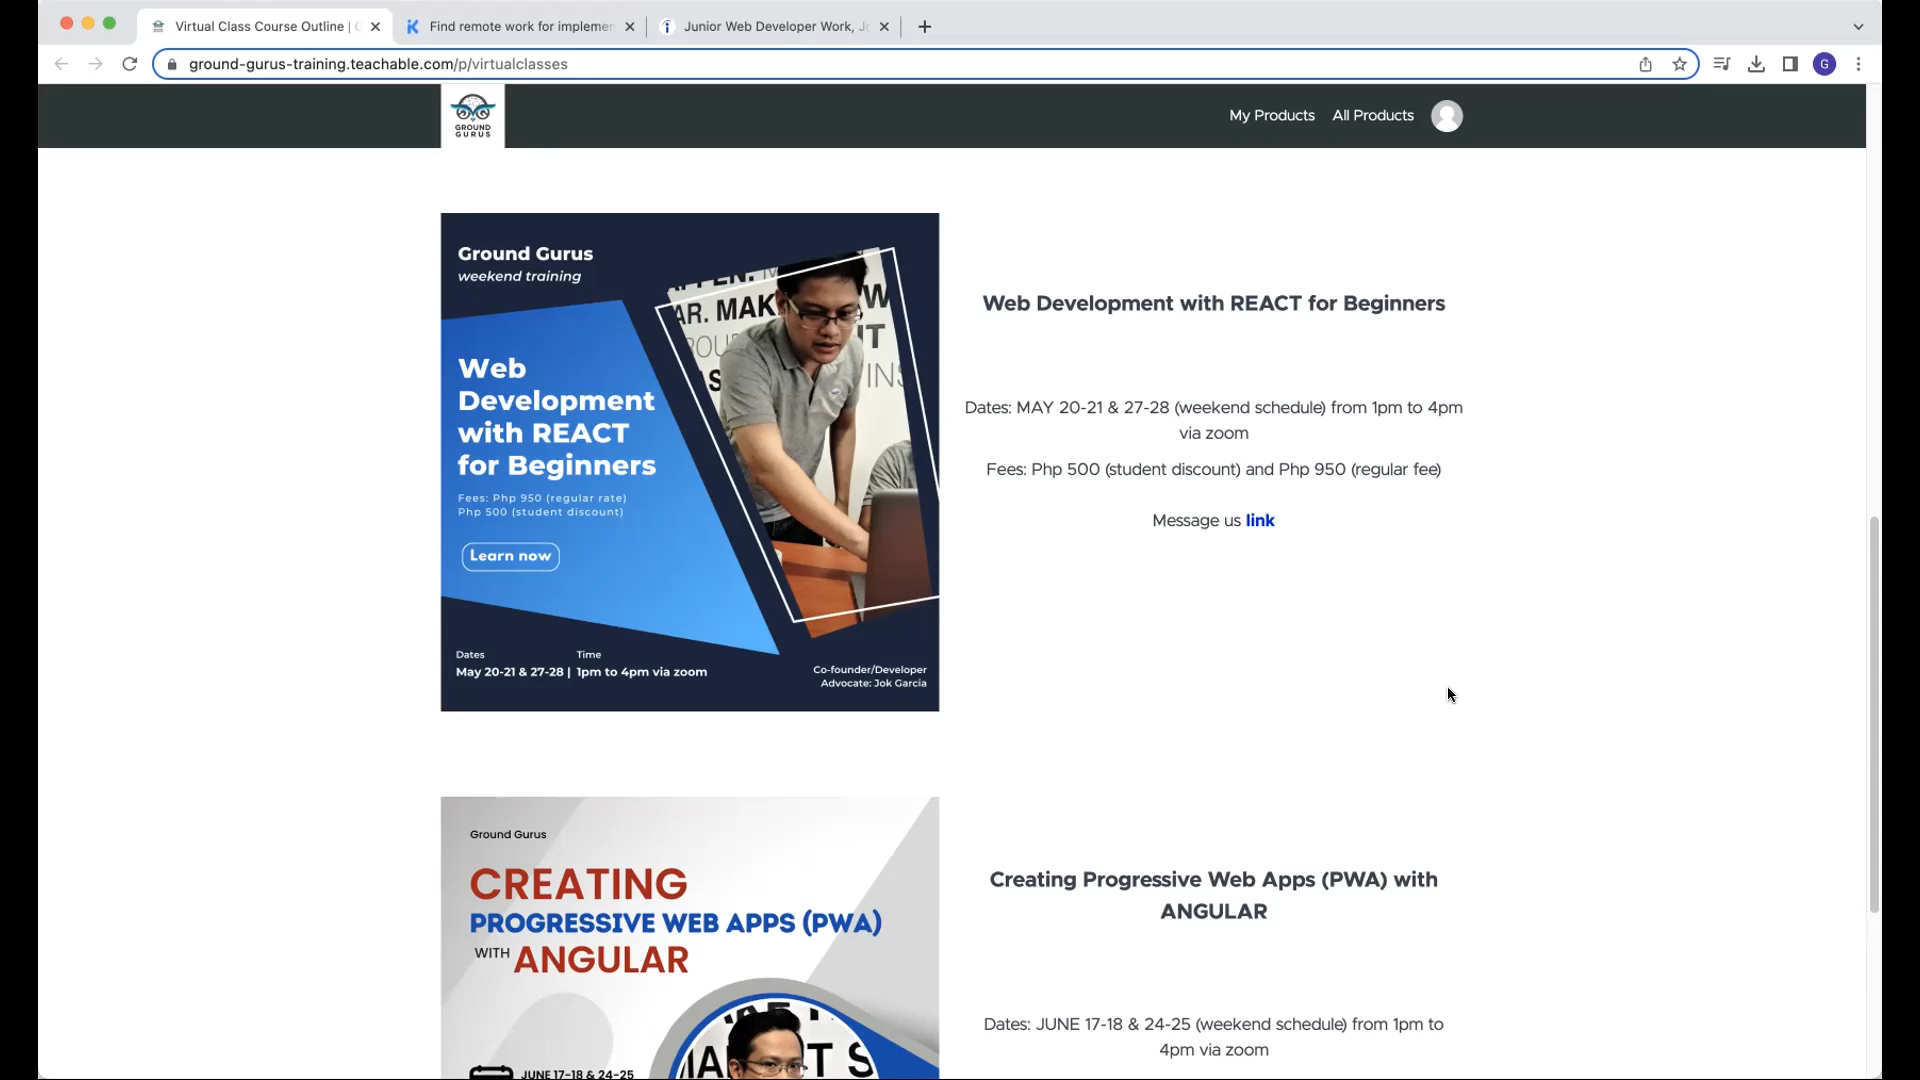 Virtual Class Course Outline |
Find remote work for implemen
Junior Web Developer Work, Jo
ground-gurus-training.teachable.com/p/virtualclasses
G
GROUND
GURUS
My Products
All Products
Ground Gurus
weekend training
Web
Development
with REACT
for Beginners
Fees: Php 950 (regular rate)
Php 500 (student discount)
Learn now
Dates
Time
May 20-21 & 27-28 | 1pm to 4pm via zoom
Co-founder/Developer
Advocate: Jok Garcia
AR. MAK
W
Web Development with REACT for Beginners
Dates: MAY 20-21 & 27-28 (weekend schedule) from 1pm to 4pm
via zoom
Fees: Php 500 (student discount) and Php 950 (regular fee)
Message us link
Ground Gurus
CREATING
PROGRESSIVE WEB APPS (PWA)
WITH ANGULAR
JUNE 17-18 & 24-25
Creating Progressive Web Apps (PWA) with
ANGULAR
Dates: JUNE 17-18 & 24-25 (weekend schedule) from 1pm to
4pm via zoom